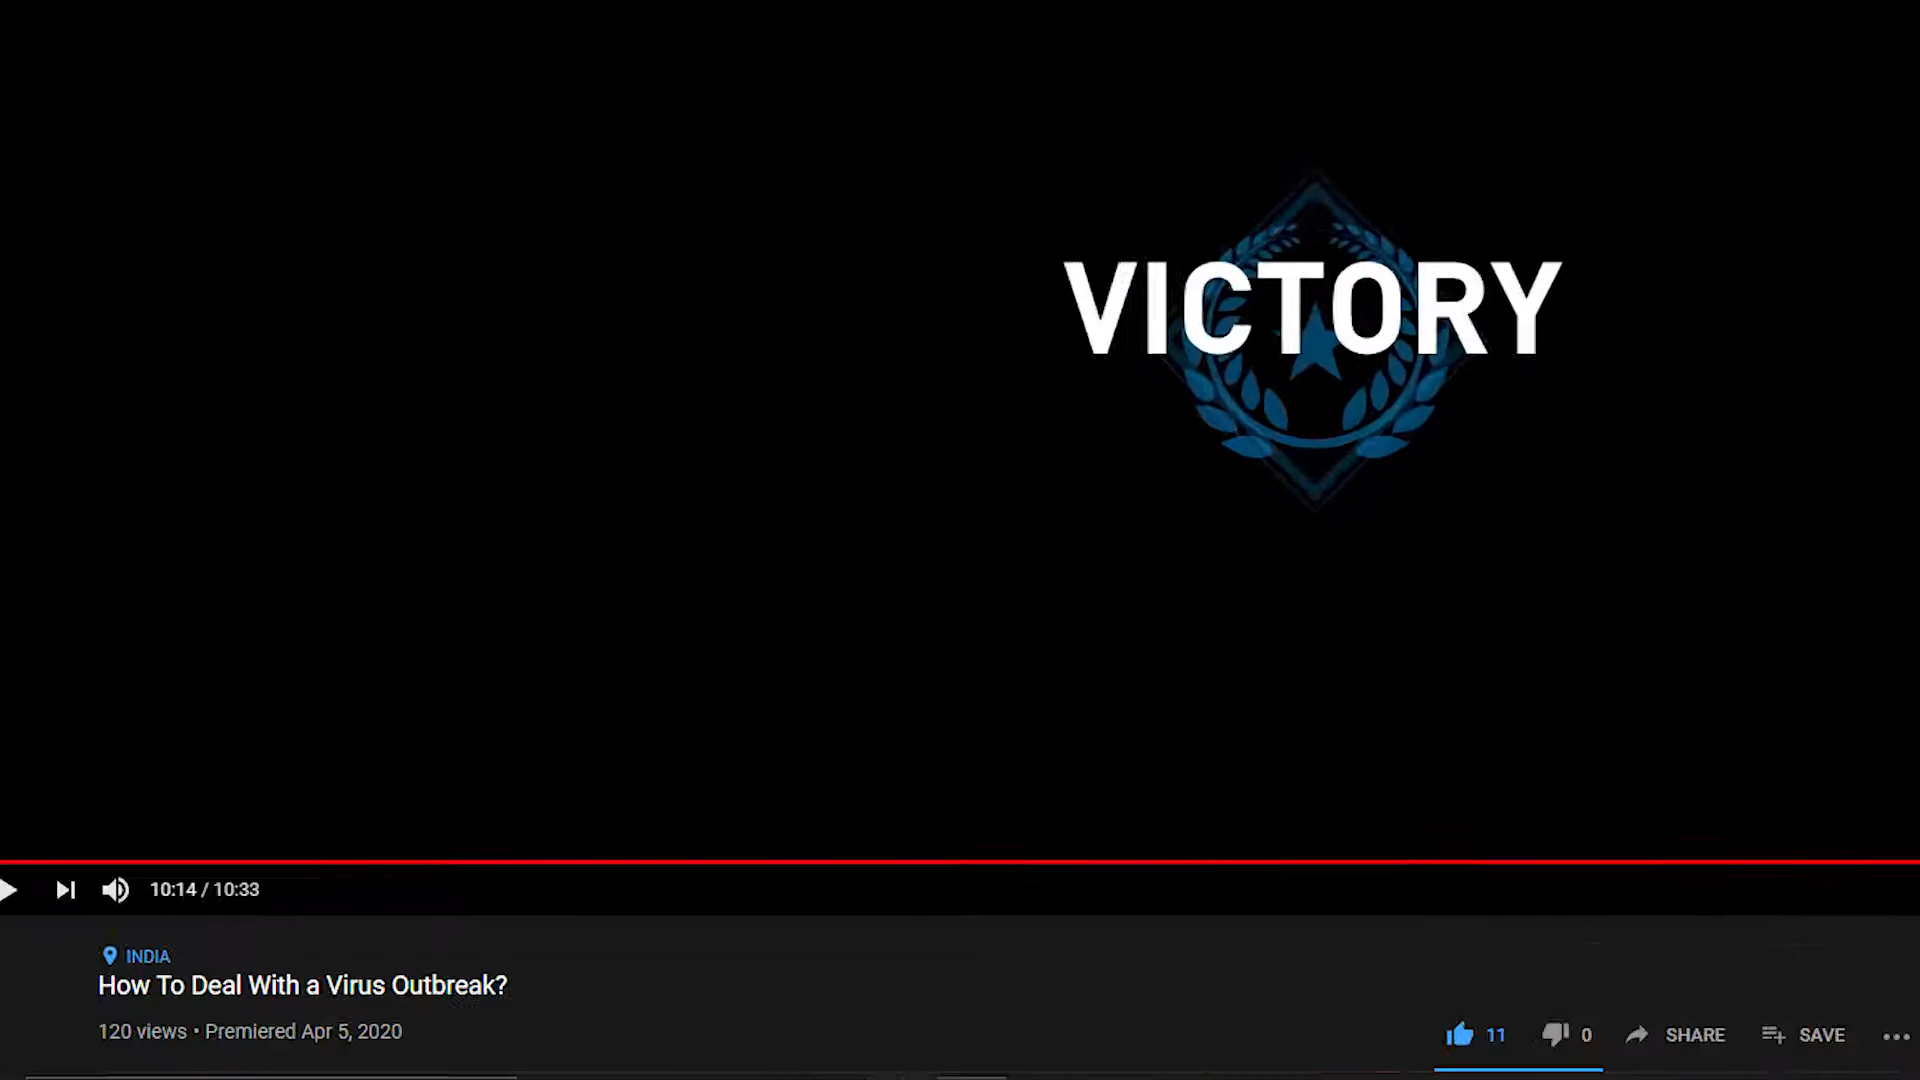 VICTORY
10:14 / 10:33
INDIA
How To Deal With a Virus Outbreak?
120 views • Premiered Apr 5, 2020
11 0 SHARE SAVE